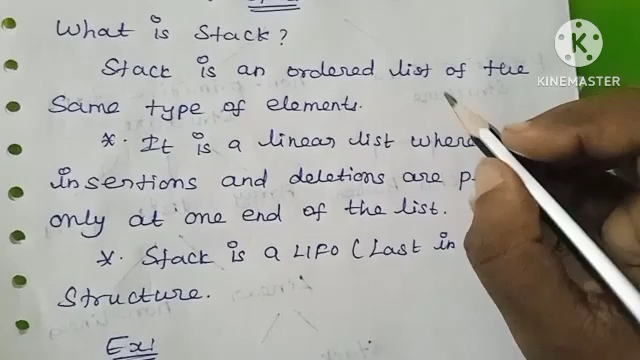 What is Stack?
Stack is an ordered list of the
Same type of elements.
*. It is a linear list where
insertions and deletions are p
only at one end of the list.
*. Stack is a LIFO (Last in
Structure.
Ex:
K
KINEMASTER